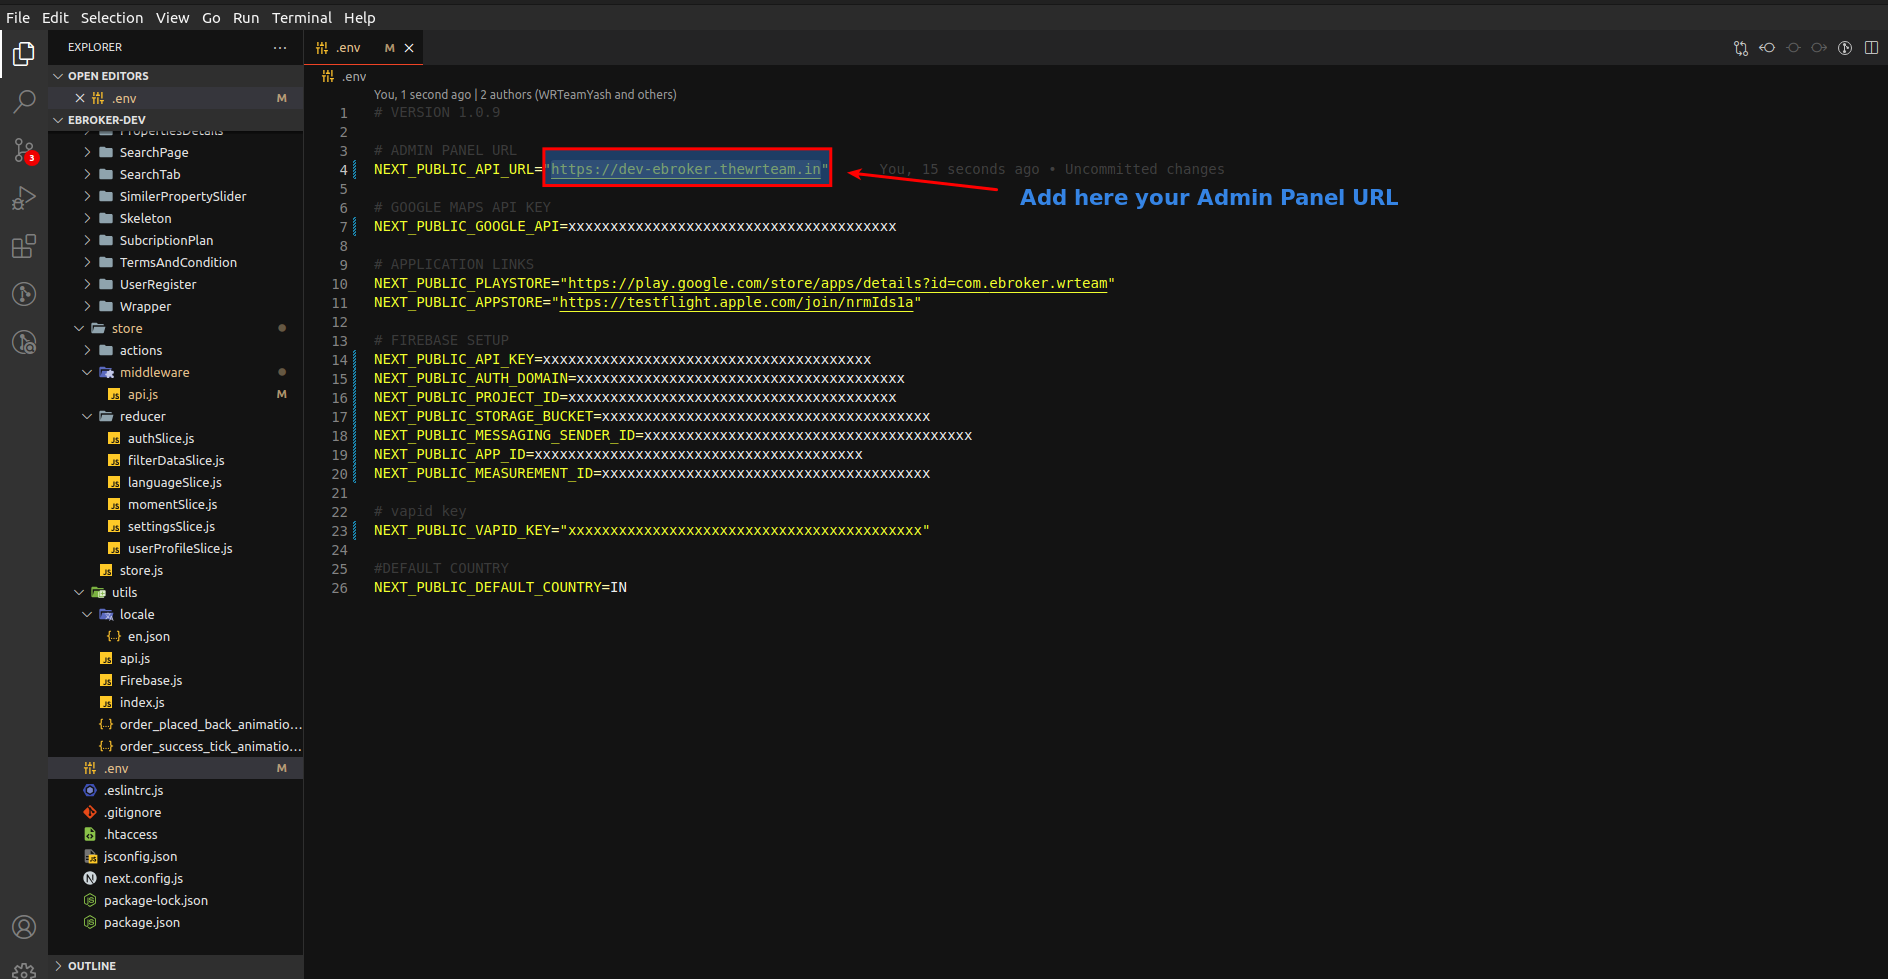 File Edit Selection View Go Run Terminal Help
EXPLORER
OPEN EDITORS
.env M
EBROKER-DEV
PropertiesDetails
SearchPage
SearchTab
SimilerPropertySlider
Skeleton
SubcriptionPlan
TermsAndCondition
UserRegister
Wrapper
store
actions
middleware
api.js M
reducer
authSlice.js
filterDataSlice.js
languageSlice.js
momentSlice.js
settingsSlice.js
userProfileSlice.js
store.js
utils
locale
en.json
api.js
Firebase.js
index.js
order_placed_back_animatio...
order_success_tick_animatio...
.env M
.eslintrc.js
.gitignore
.htaccess
jsconfig.json
next.config.js
package-lock.json
package.json
OUTLINE
3
.env M
.env
You, 1 second ago | 2 authors (WRTeamYash and others)
1 # VERSION 1.0.9
2
3 # ADMIN PANEL URL
4 NEXT_PUBLIC_API_URL="https://dev-ebroker.thewrteam.in" You, 15 seconds ago • Uncommitted changes
Add here your Admin Panel URL
5
6 # GOOGLE MAPS API KEY
7 NEXT_PUBLIC_GOOGLE_API=xxxxxxxxxxxxxxxxxxxxxxxxxxxxxxxxxxxxxxx
8
9 # APPLICATION LINKS
10 NEXT_PUBLIC_PLAYSTORE="https://play.google.com/store/apps/details?id=com.ebroker.wrteam"
11 NEXT_PUBLIC_APPSTORE="https://testflight.apple.com/join/nrmIds1a"
12
13 # FIREBASE SETUP
14 NEXT_PUBLIC_API_KEY=xxxxxxxxxxxxxxxxxxxxxxxxxxxxxxxxxxxxxxx
15 NEXT_PUBLIC_AUTH_DOMAIN=xxxxxxxxxxxxxxxxxxxxxxxxxxxxxxxxxxxxxxx
16 NEXT_PUBLIC_PROJECT_ID=xxxxxxxxxxxxxxxxxxxxxxxxxxxxxxxxxxxxxxx
17 NEXT_PUBLIC_STORAGE_BUCKET=xxxxxxxxxxxxxxxxxxxxxxxxxxxxxxxxxxxxxxx
18 NEXT_PUBLIC_MESSAGING_SENDER_ID=xxxxxxxxxxxxxxxxxxxxxxxxxxxxxxxxxxxxxxx
19 NEXT_PUBLIC_APP_ID=xxxxxxxxxxxxxxxxxxxxxxxxxxxxxxxxxxxxxxx
20 NEXT_PUBLIC_MEASUREMENT_ID=xxxxxxxxxxxxxxxxxxxxxxxxxxxxxxxxxxxxxxx
21
22 # vapid key
23 NEXT_PUBLIC_VAPID_KEY="xxxxxxxxxxxxxxxxxxxxxxxxxxxxxxxxxxxxxxxxxx"
24
25 #DEFAULT COUNTRY
26 NEXT_PUBLIC_DEFAULT_COUNTRY=IN